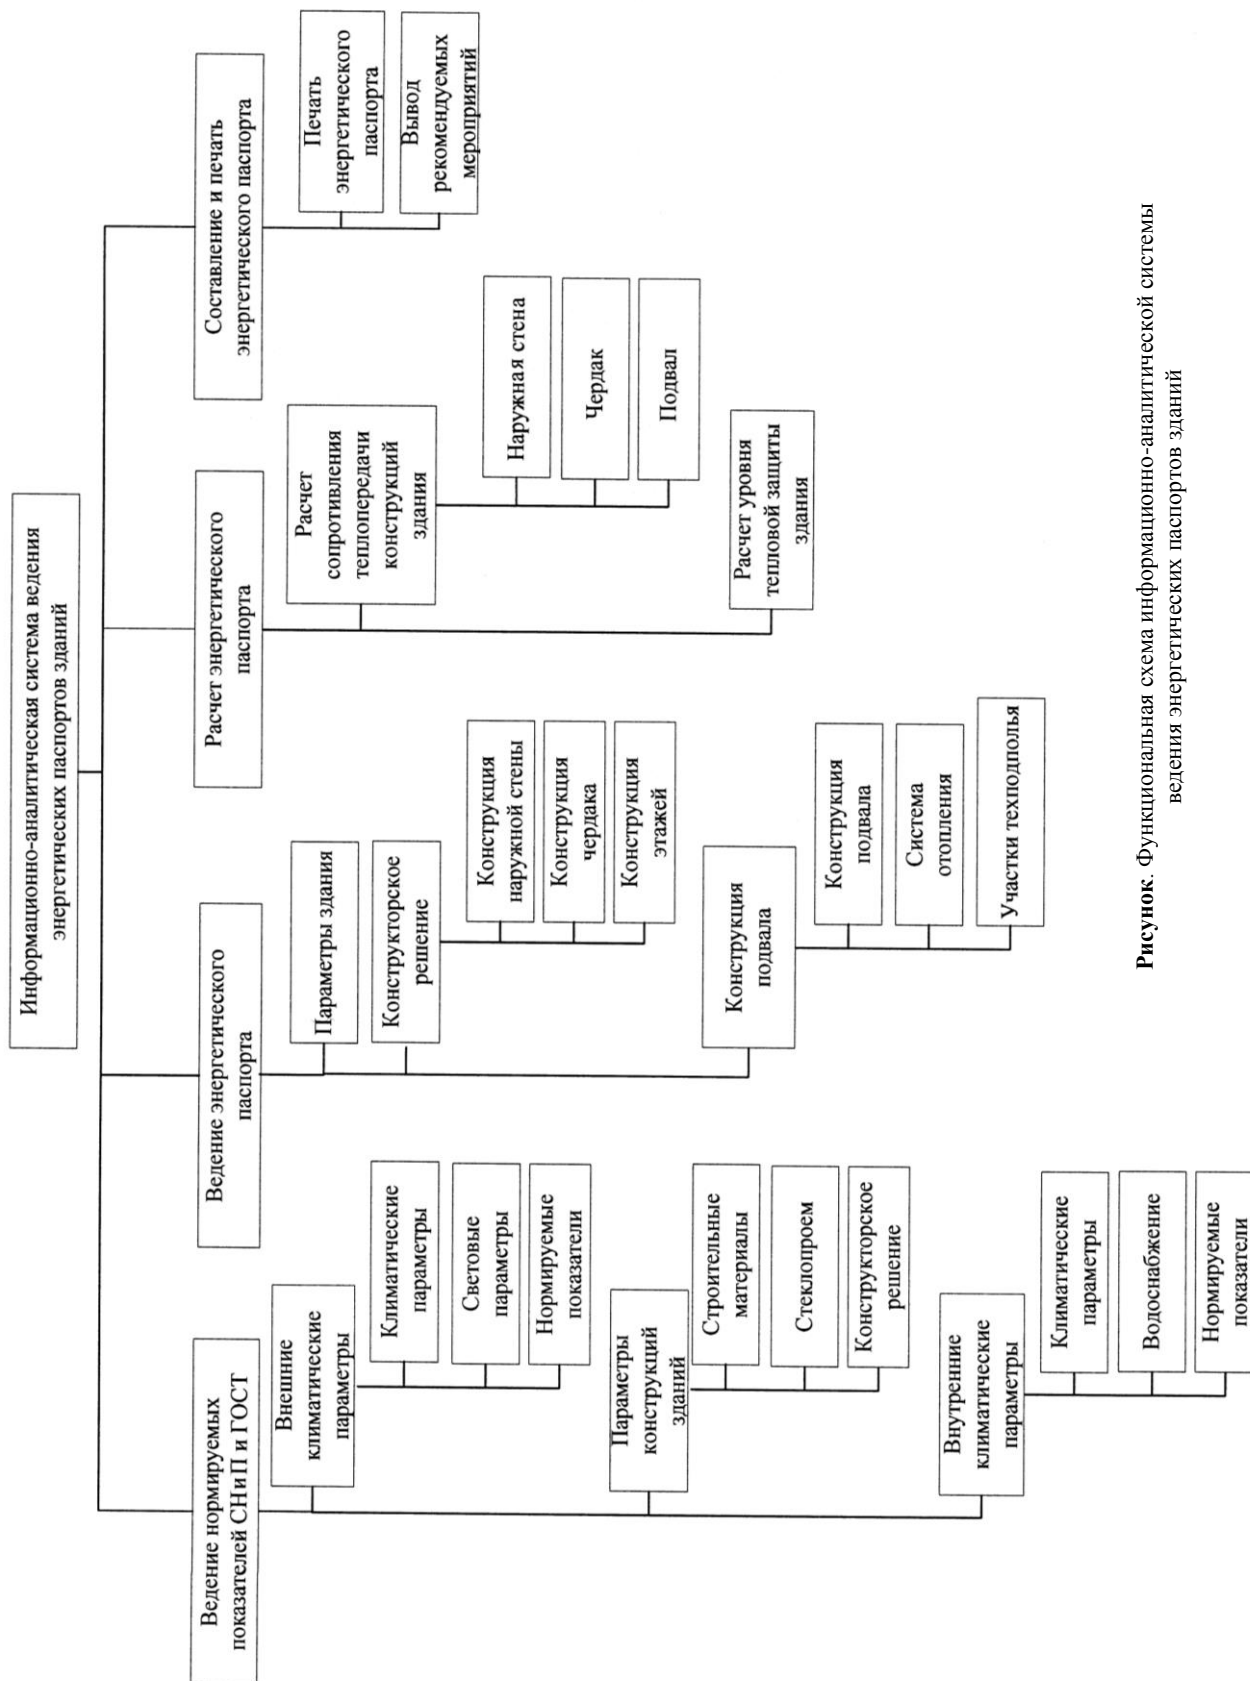 Информационно-аналитическая система ведения
энергетических паспортов зданий
Ведение нормируемых
показателей СНиП и ГОСТ
Внешние
климатические
параметры
Климатические
параметры
Световые
параметры
Нормируемые
показатели
Параметры
конструкций
зданий
Строительные
материалы
Стеклопроем
Конструкторское
решение
Внутренние
климатические
параметры
Климатические
параметры
Водоснабжение
Нормируемые
показатели
Ведение энергетического
паспорта
Параметры здания
Конструкторское
решение
Конструкция
наружной стены
Конструкция
чердака
Конструкция
этажей
Конструкция
подвала
Конструкция
подвала
Система
отопления
Участки техподполья
Расчет энергетического
паспорта
Расчет
сопротивления
теплопередачи
конструкций
здания
Наружная стена
Чердак
Подвал
Расчет уровня
тепловой защиты
здания
Составление и печать
энергетического паспорта
Печать
энергетического
паспорта
Вывод
рекомендуемых
мероприятий
Рисунок. Функциональная схема информационно-аналитической системы
ведения энергетических паспортов зданий